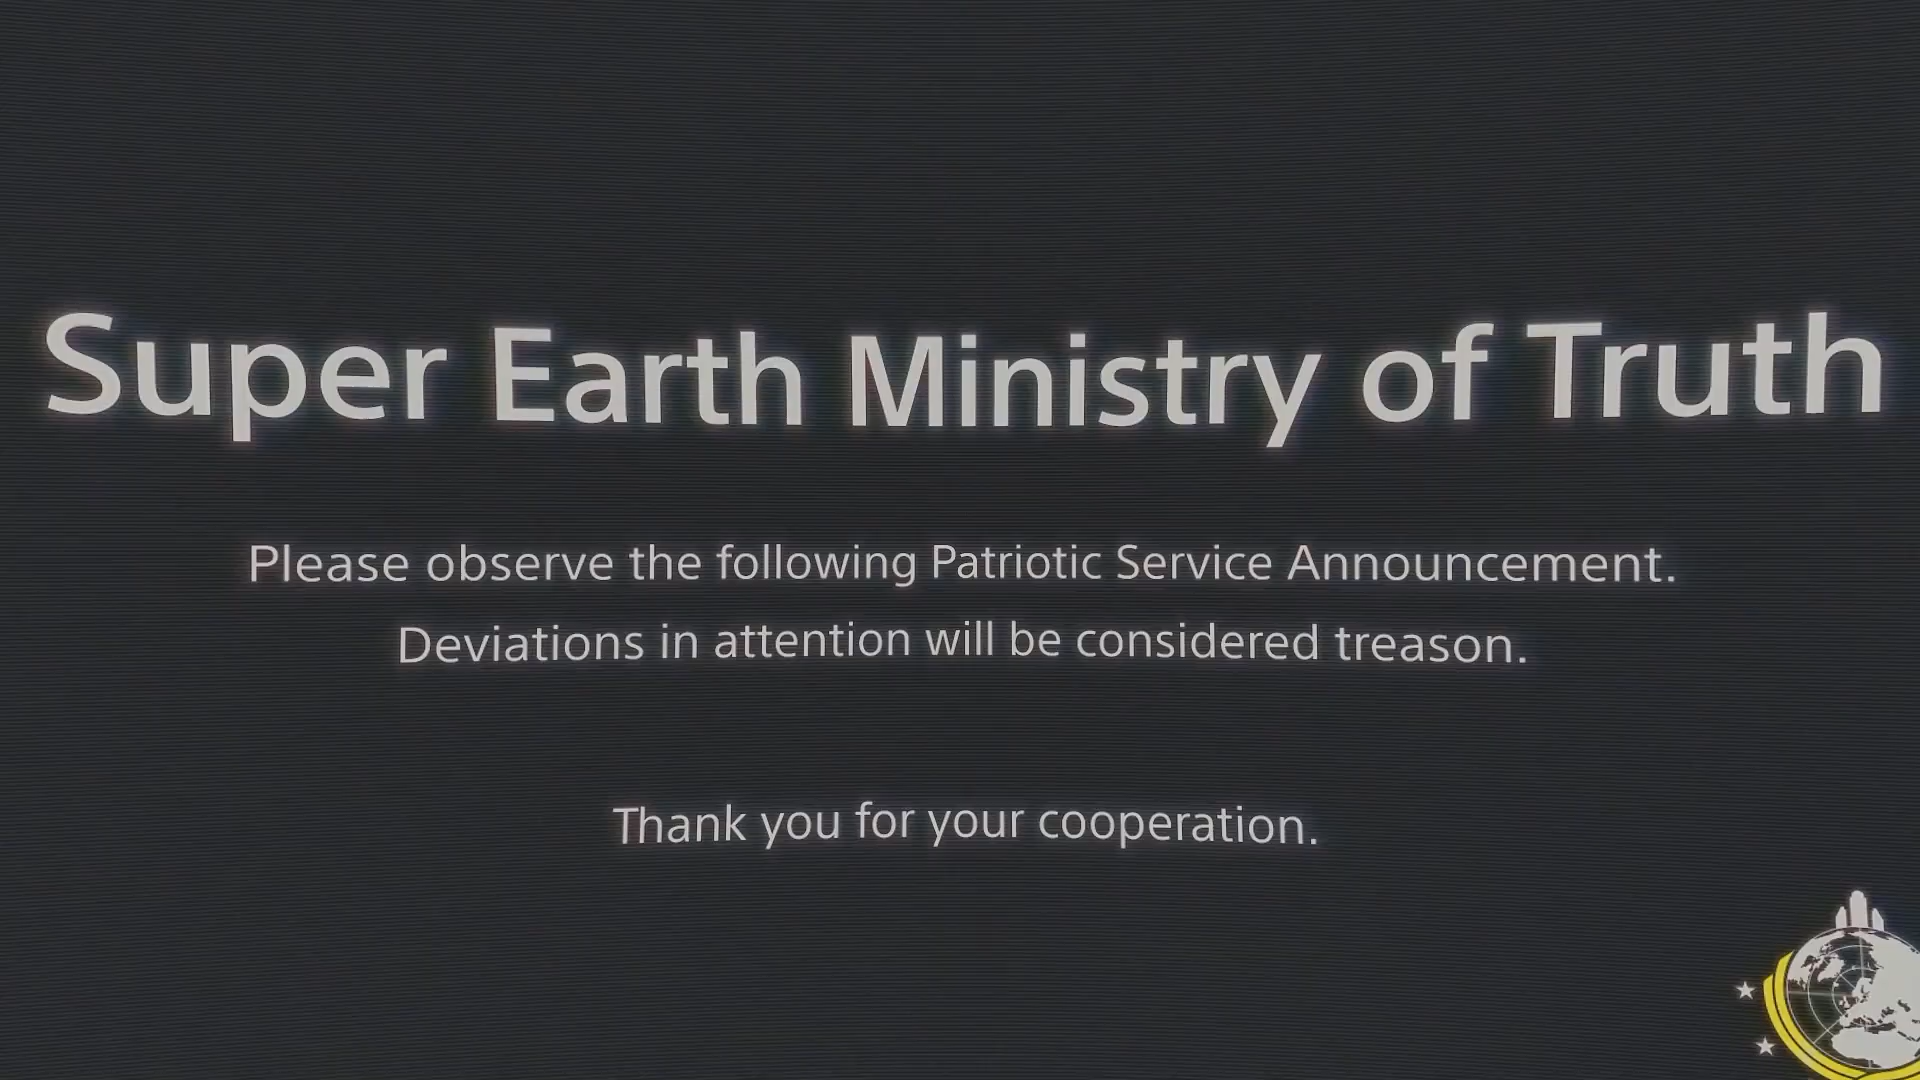 Super Earth Ministry of Truth
Please observe the following Patriotic Service Announcement.
Deviations in attention will be considered treason.
Thank you for your cooperation.